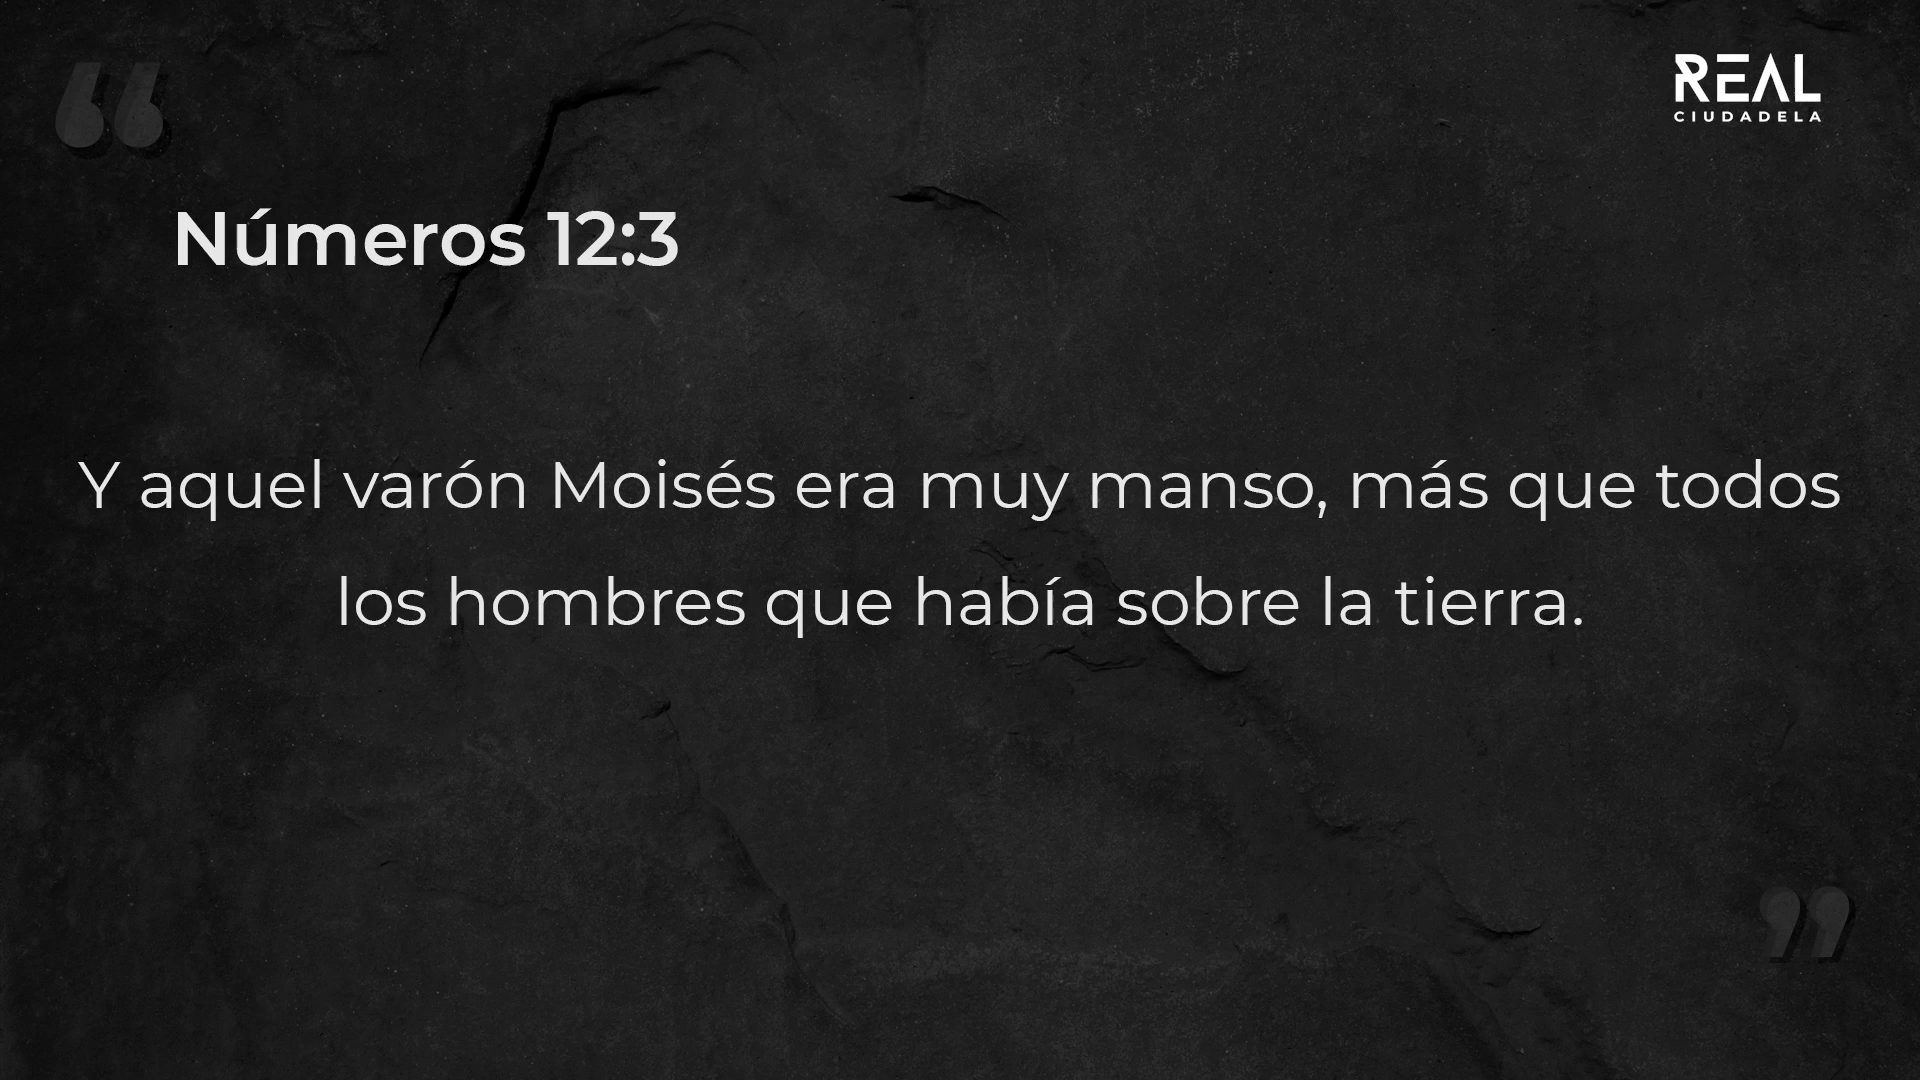 REAL
CIUDADELA
“
Números 12:3
Y aquel varón Moisés era muy manso, más que todos
los hombres que había sobre la tierra.
”